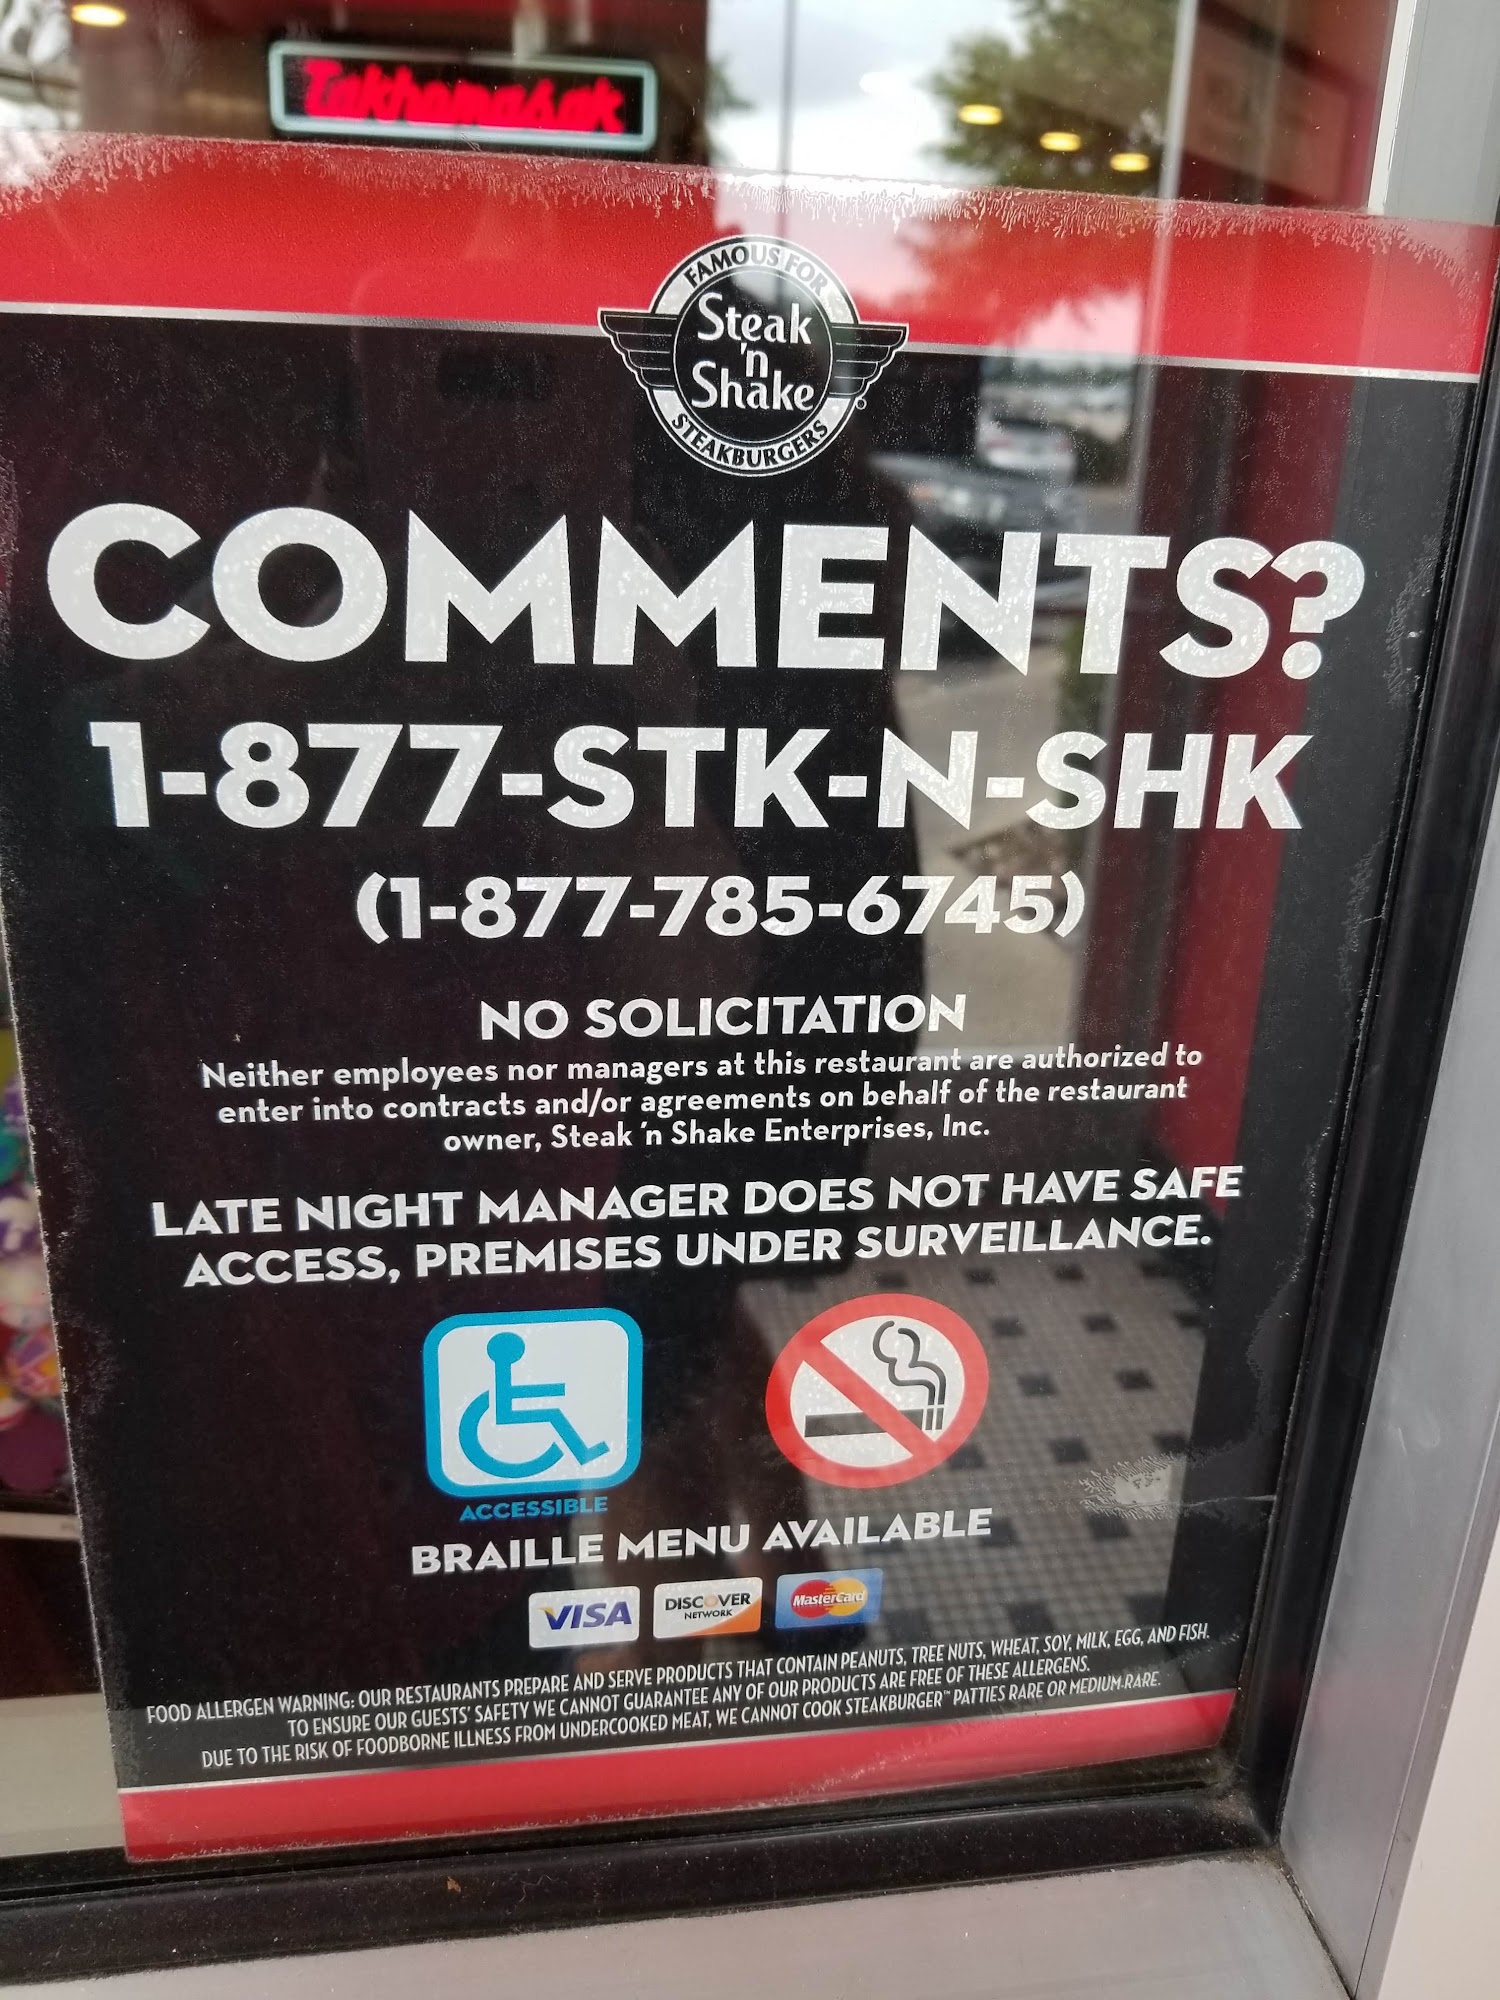 Takhomasak
FAMOUS FOR
Steak
'n
Shake
STEAKBURGERS
COMMENTS?
1-877-STK-N-SHK
(1-877-785-6745)
NO SOLICITATION
Neither employees nor managers at this restaurant are authorized to
enter into contracts and/or agreements on behalf of the restaurant
owner, Steak 'n Shake Enterprises, Inc.
LATE NIGHT MANAGER DOES NOT HAVE SAFE
ACCESS, PREMISES UNDER SURVEILLANCE.
ACCESSIBLE
BRAILLE MENU AVAILABLE
VISA DISCOVER NETWORK MasterCard
FOOD ALLERGEN WARNING: OUR RESTAURANTS PREPARE AND SERVE PRODUCTS THAT CONTAIN PEANUTS, TREE NUTS, WHEAT, SOY, MILK, EGG, AND FISH.
TO ENSURE OUR GUESTS' SAFETY WE CANNOT GUARANTEE ANY OF OUR PRODUCTS ARE FREE OF THESE ALLERGENS.
DUE TO THE RISK OF FOODBORNE ILLNESS FROM UNDERCOOKED MEAT, WE CANNOT COOK STEAKBURGER™ PATTIES RARE OR MEDIUM-RARE.